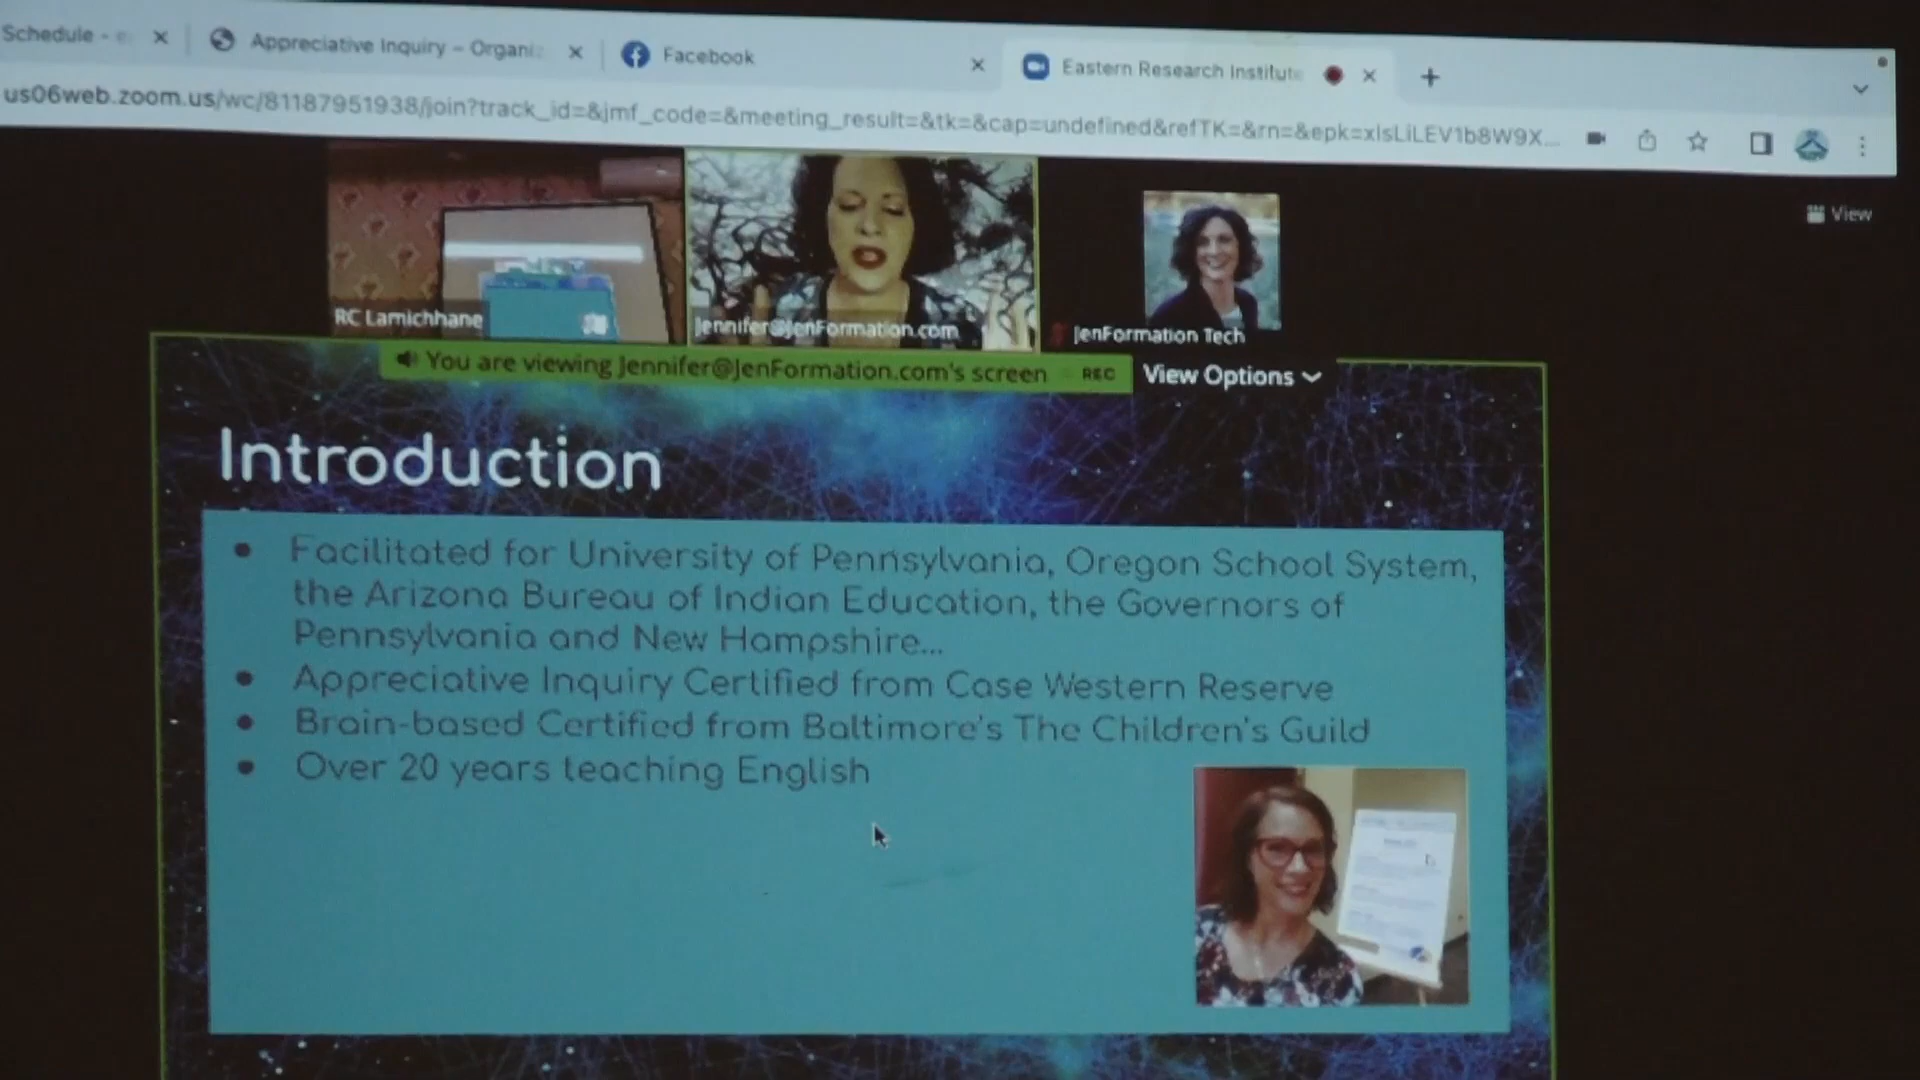 Schedule -
Appreciative Inquiry – Organiz
Facebook
Eastern Research Institute
us06web.zoom.us/wc/81187951938/join?track_id=&jmf_code=&meeting_result=&tk=&cap=undefined&refTK=&rn=&epk=xIsLiLEV1b8W9X...
View
RC Lamichhane
Jennifer@JenFormation.com
JenFormation Tech
You are viewing Jennifer@JenFormation.com's screen
REC
View Options
Introduction
• Facilitated for University of Pennsylvania, Oregon School System,
the Arizona Bureau of Indian Education, the Governors of
Pennsylvania and New Hampshire...
• Appreciative Inquiry Certified from Case Western Reserve
• Brain-based Certified from Baltimore's The Children's Guild
• Over 20 years teaching English